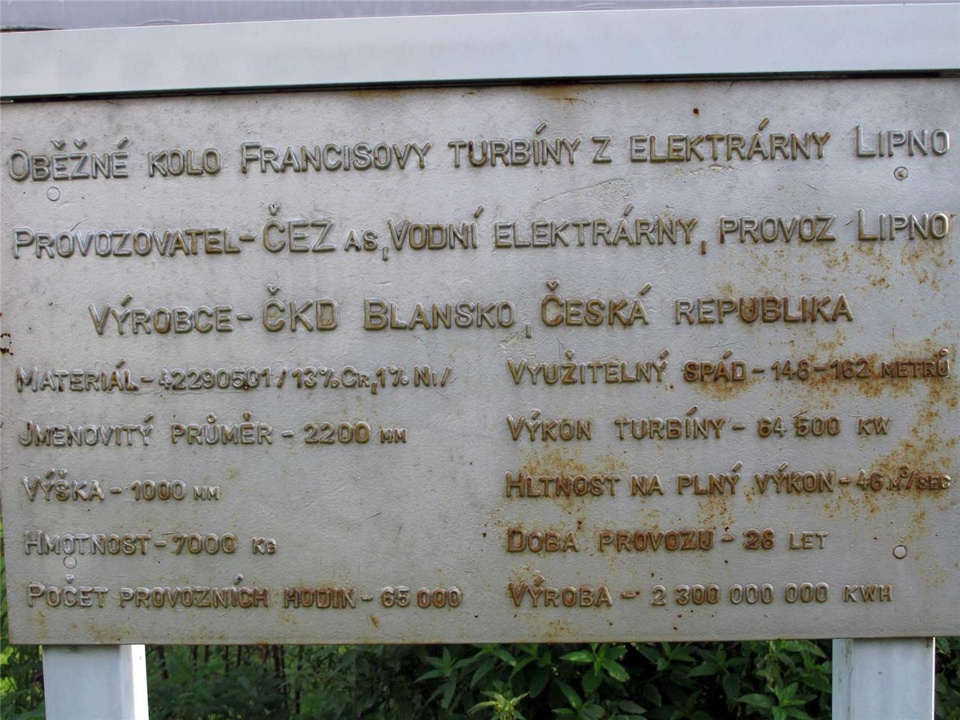 OBĚŽNÉ KOLO FRANCISOVY TURBÍNY Z ELEKTRÁRNY LIPNO
PROVOZOVATEL - ČEZ AS, VODNÍ ELEKTRÁRNY, PROVOZ LIPNO
VÝROBCE - ČKD BLANSKO, ČESKÁ REPUBLIKA
MATERIÁL - 42290501 / 13% CR, 1% NI /
JMENOVITÝ PRŮMĚR - 2200 MM
VÝŠKA - 1000 MM
HMOTNOST - 7000 KG
POČET PROVOZNÍCH HODIN - 65 000
VYUŽITELNÝ SPÁD - 148 - 162 METRŮ
VÝKON TURBÍNY - 64 500 KW
HLTNOST NA PLNÝ VÝKON - 46 M³/SEC
DOBA PROVOZU - 28 LET
VÝROBA - 2 300 000 000 KWH